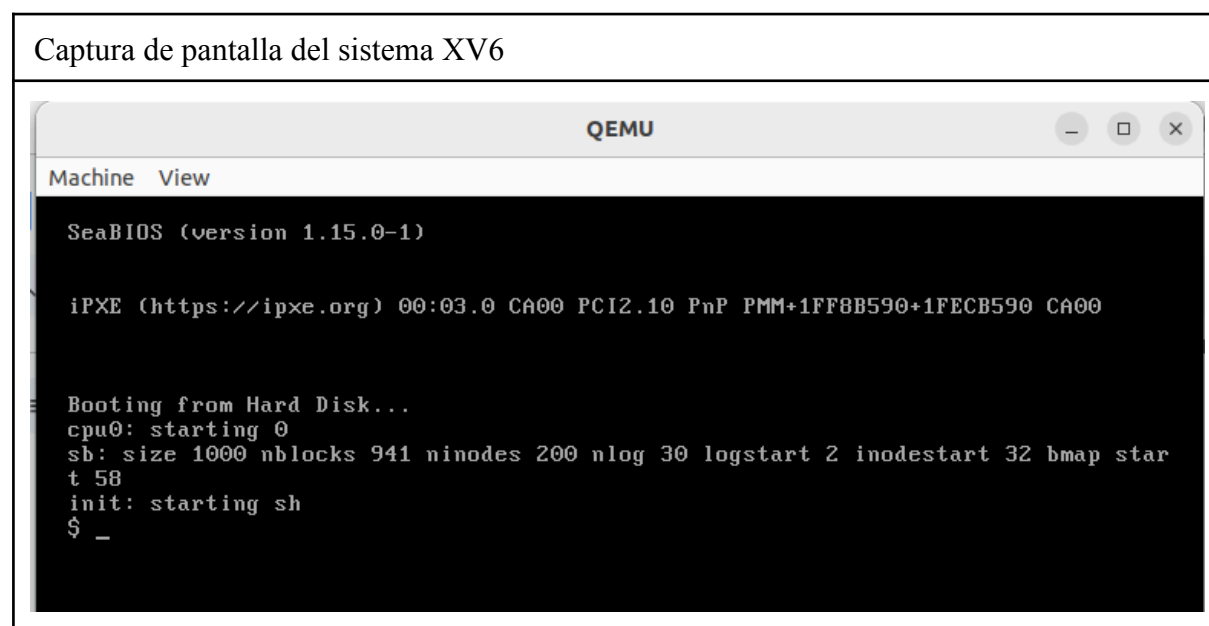 Captura de pantalla del sistema XV6
QEMU
Machine View
SeaBIOS (version 1.15.0-1)
iPXE (https://ipxe.org) 00:03.0 CA00 PCI2.10 PnP PMM+1FF8B590+1FECB590 CA00
Booting from Hard Disk...
cpu0: starting 0
sb: size 1000 nblocks 941 ninodes 200 nlog 30 logstart 2 inodestart 32 bmap star
t 58
init: starting sh
$ _